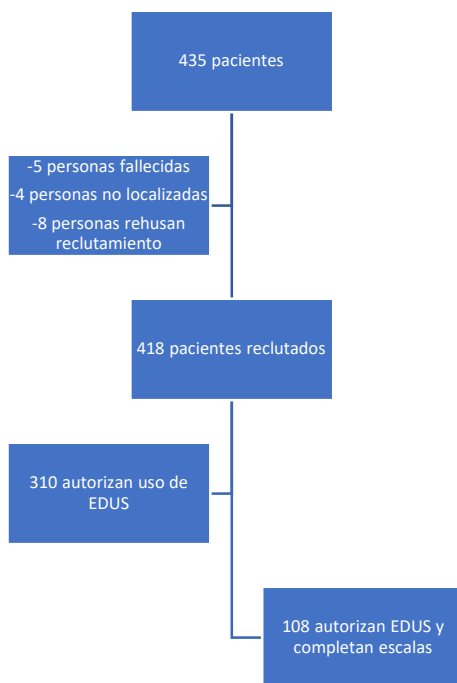 435 pacientes
-5 personas fallecidas
-4 personas no localizadas
-8 personas rehusan
reclutamiento
418 pacientes reclutados
310 autorizan uso de
EDUS
108 autorizan EDUS y
completan escalas